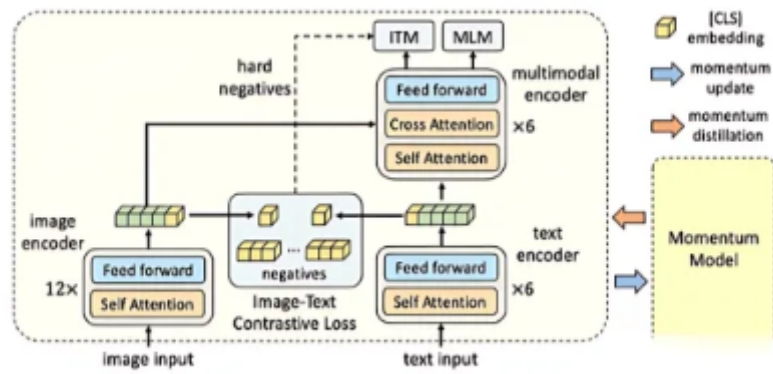 ITM
MLM
hard
negatives
Feed forward
Cross Attention
Self Attention
multimodal
encoder
×6
image
encoder
12×
Feed forward
Self Attention
...
negatives
Image-Text
Contrastive Loss
text
encoder
Feed forward
Self Attention
×6
image input
text input
[CLS]
embedding
momentum
update
momentum
distillation
Momentum
Model